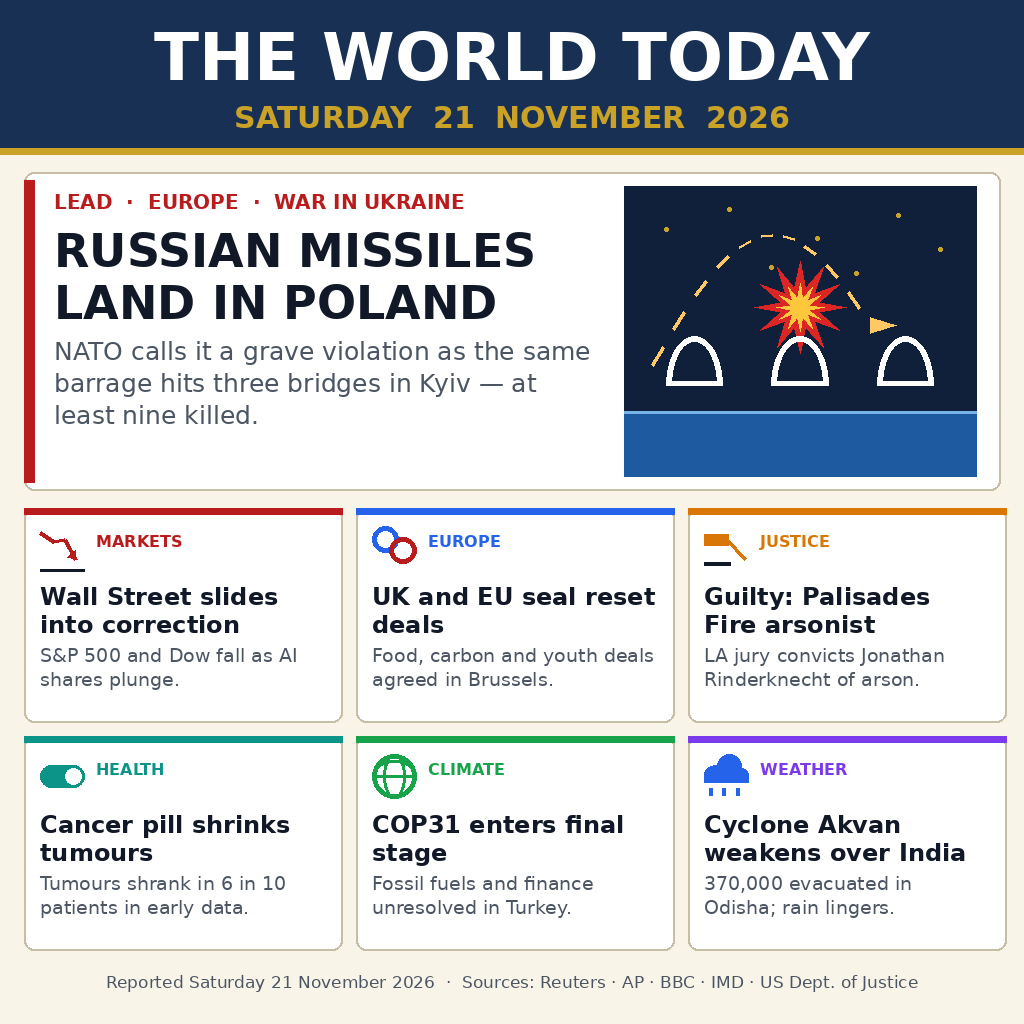 THE WORLD TODAY
SATURDAY 21 NOVEMBER 2026
LEAD · EUROPE · WAR IN UKRAINE
RUSSIAN MISSILES
LAND IN POLAND
NATO calls it a grave violation as the same
barrage hits three bridges in Kyiv — at
least nine killed.
MARKETS
Wall Street slides
into correction
S&P 500 and Dow fall as AI
shares plunge.
EUROPE
UK and EU seal reset
deals
Food, carbon and youth deals
agreed in Brussels.
JUSTICE
Guilty: Palisades
Fire arsonist
LA jury convicts Jonathan
Rinderknecht of arson.
HEALTH
Cancer pill shrinks
tumours
Tumours shrank in 6 in 10
patients in early data.
CLIMATE
COP31 enters final
stage
Fossil fuels and finance
unresolved in Turkey.
WEATHER
Cyclone Akvan
weakens over India
370,000 evacuated in
Odisha; rain lingers.
Reported Saturday 21 November 2026 · Sources: Reuters · AP · BBC · IMD · US Dept. of Justice